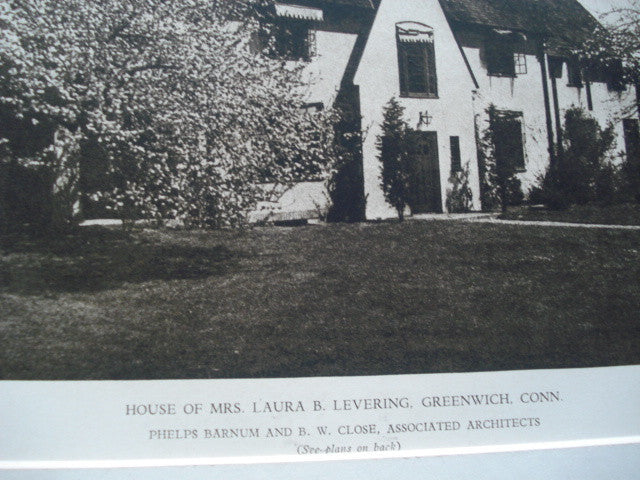 HOUSE OF MRS. LAURA B. LEVERING, GREENWICH, CONN.
PHELPS BARNUM AND B. W. CLOSE, ASSOCIATED ARCHITECTS
(See plans on back)